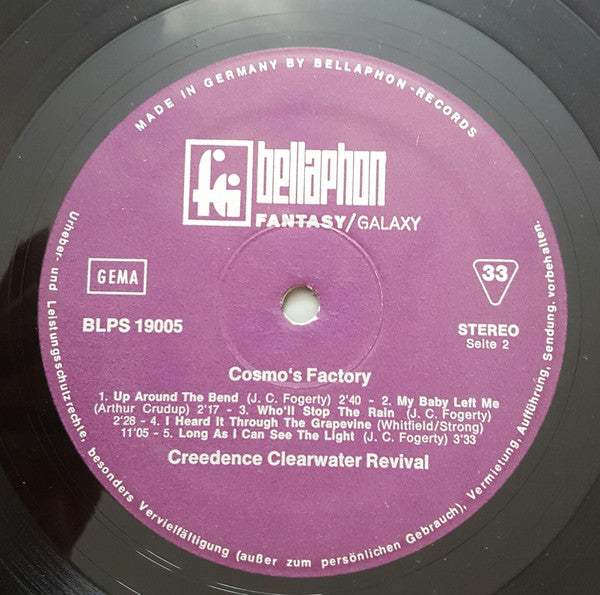 MADE IN GERMANY BY BELLAPHON-RECORDS
bellaphon
FANTASY/GALAXY
GEMA
33
BLPS 19005
STEREO
Seite 2
Cosmo's Factory
1. Up Around The Bend (J. C. Fogerty) 2'40 - 2. My Baby Left Me
(Arthur Crudup) 2'17 - 3. Who'll Stop The Rain (J. C. Fogerty)
2'28 - 4. I Heard It Through The Grapevine (Whitfield/Strong)
11'05 - 5. Long As I Can See The Light (J. C. Fogerty) 3'33
Creedence Clearwater Revival
Urheber- und Leistungsschutzrechte, besonders Vervielfältigung (außer zum persönlichen Gebrauch), Vermietung, Aufführung, Sendung, vorbehalten.